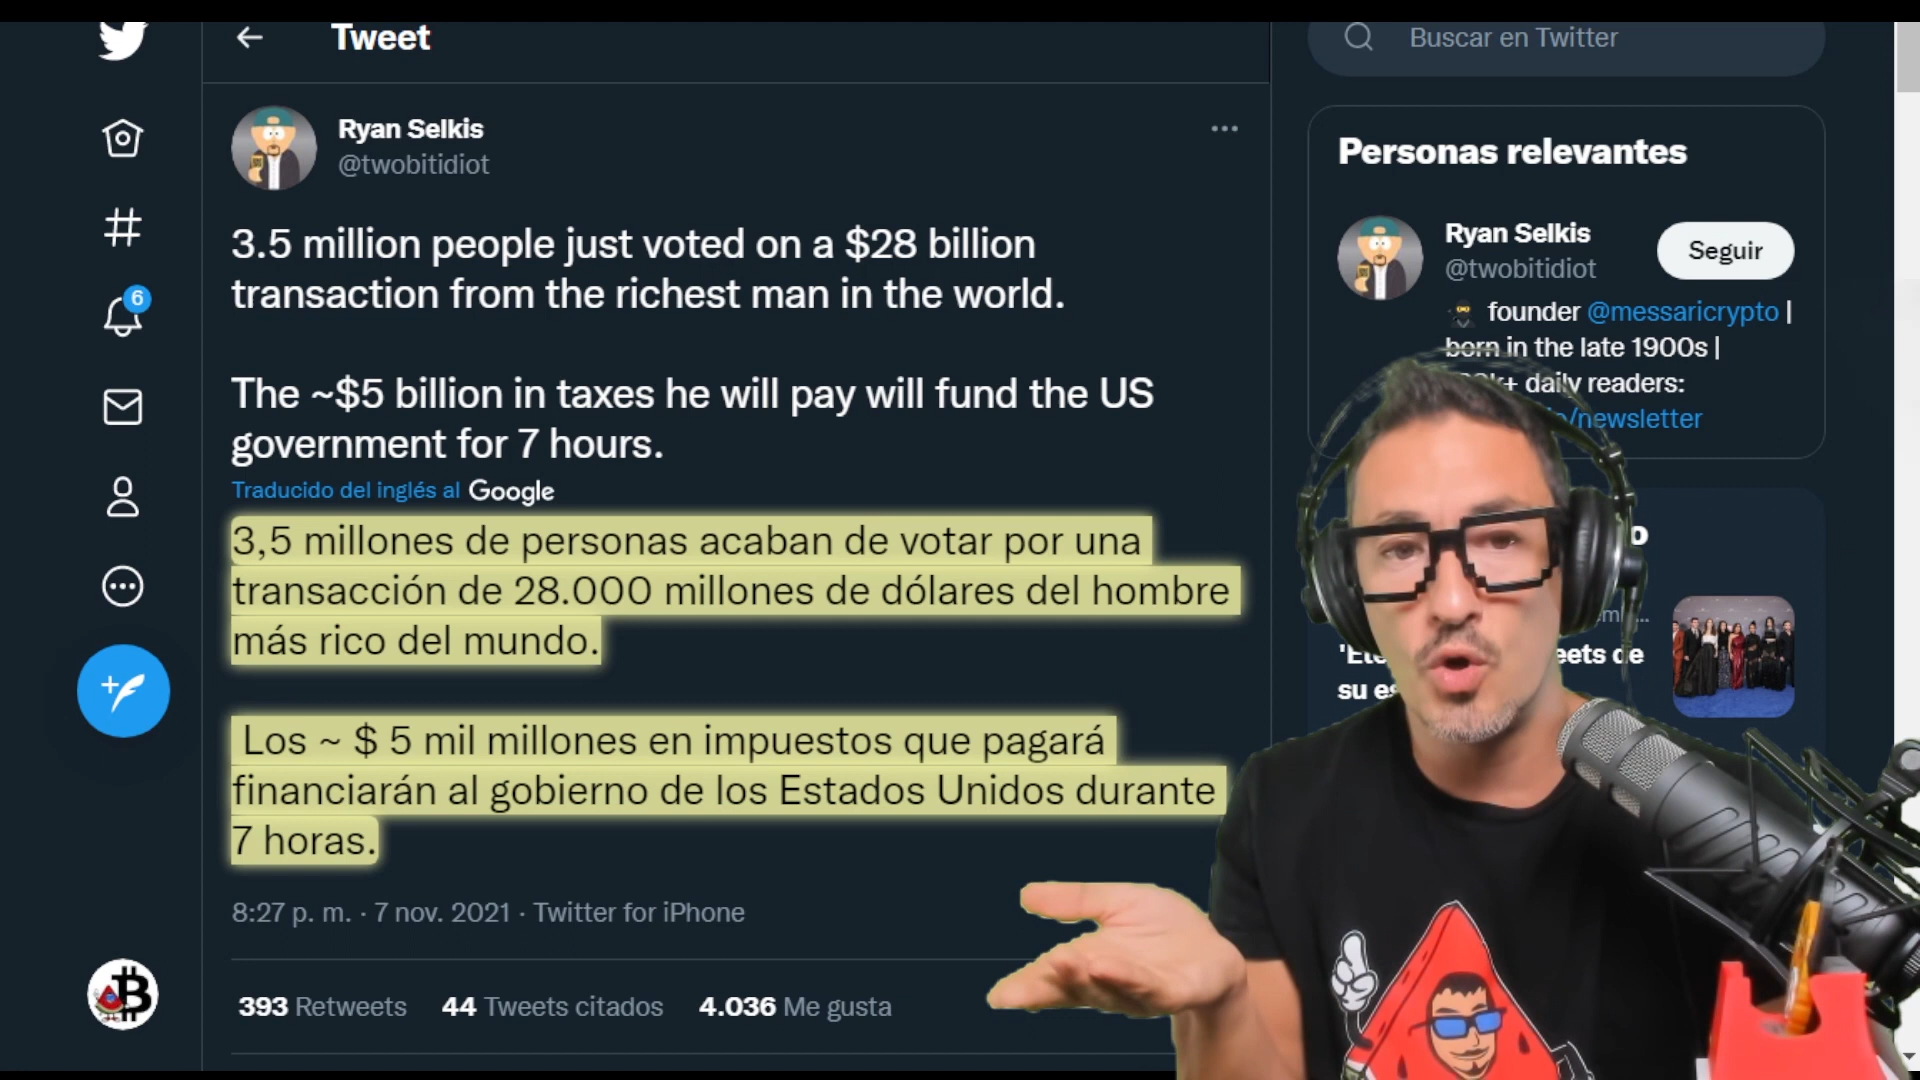 Tweet
Buscar en Twitter
6
Ryan Selkis
@twobitidiot
3.5 million people just voted on a $28 billion
transaction from the richest man in the world.
The ~$5 billion in taxes he will pay will fund the US
government for 7 hours.
Traducido del inglés al Google
3,5 millones de personas acaban de votar por una
transacción de 28.000 millones de dólares del hombre
más rico del mundo.
Los ~ $ 5 mil millones en impuestos que pagará
financiarán al gobierno de los Estados Unidos durante
7 horas.
8:27 p. m. · 7 nov. 2021 · Twitter for iPhone
393 Retweets 44 Tweets citados 4.036 Me gusta
Personas relevantes
Ryan Selkis
@twobitidiot
Seguir
founder @messaricrypto |
born in the late 1900s |
daily readers:
/newsletter
de
su